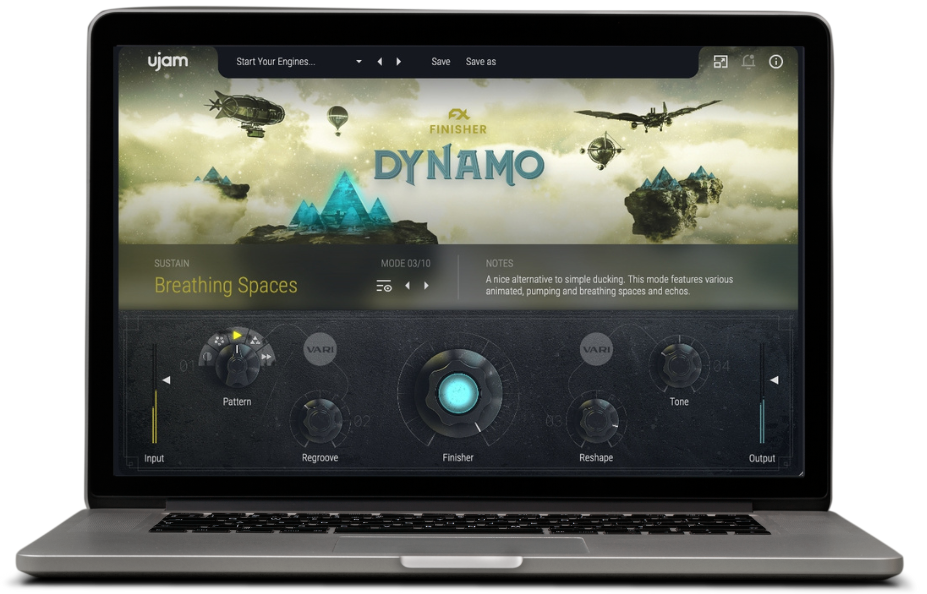 ujam
Start Your Engines...
Save
Save as
FX
FINISHER
DYNAMO
SUSTAIN
MODE 03/10
Breathing Spaces
NOTES
A nice alternative to simple ducking. This mode features various
animated, pumping and breathing spaces and echos.
VARI
VARI
01
04
Pattern
Tone
02
03
Input
Regroove
Finisher
Reshape
Output